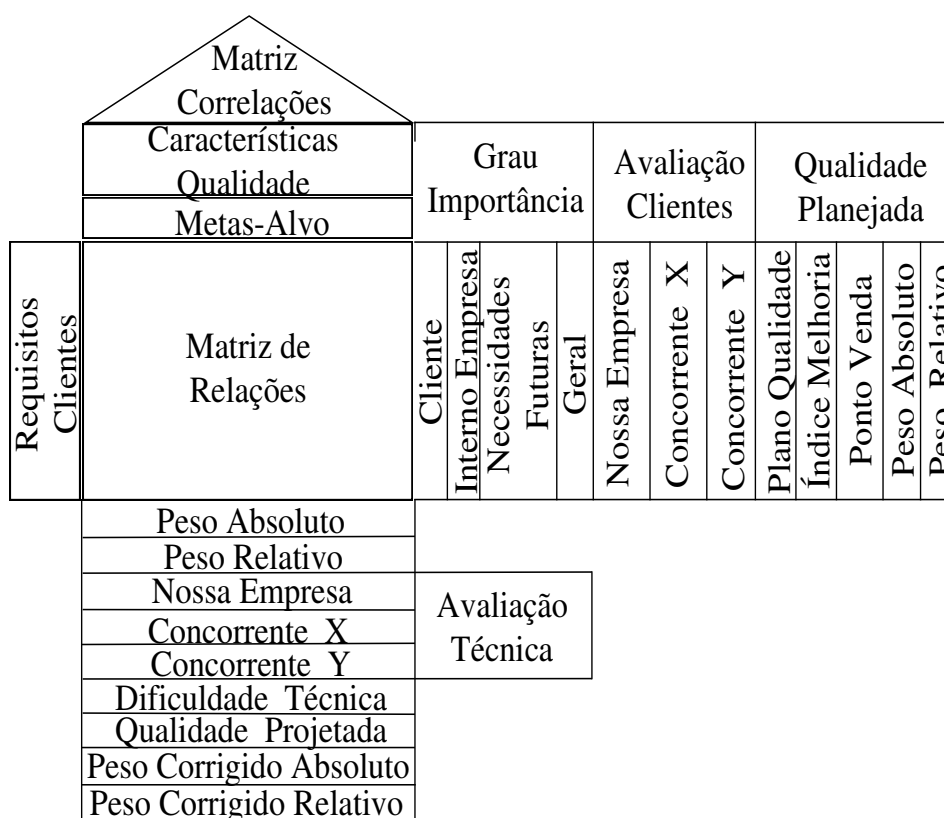 Matriz
Correlações
Características
Qualidade
Metas-Alvo
Grau
Importância
Avaliação
Clientes
Qualidade
Planejada
Requisitos
Clientes
Matriz de
Relações
Cliente
Interno Empresa
Necessidades
Futuras
Geral
Nossa Empresa
Concorrente X
Concorrente Y
Plano Qualidade
Índice Melhoria
Ponto Venda
Peso Absoluto
Peso Relativo
Peso Absoluto
Peso Relativo
Nossa Empresa
Concorrente X
Concorrente Y
Avaliação
Técnica
Dificuldade Técnica
Qualidade Projetada
Peso Corrigido Absoluto
Peso Corrigido Relativo